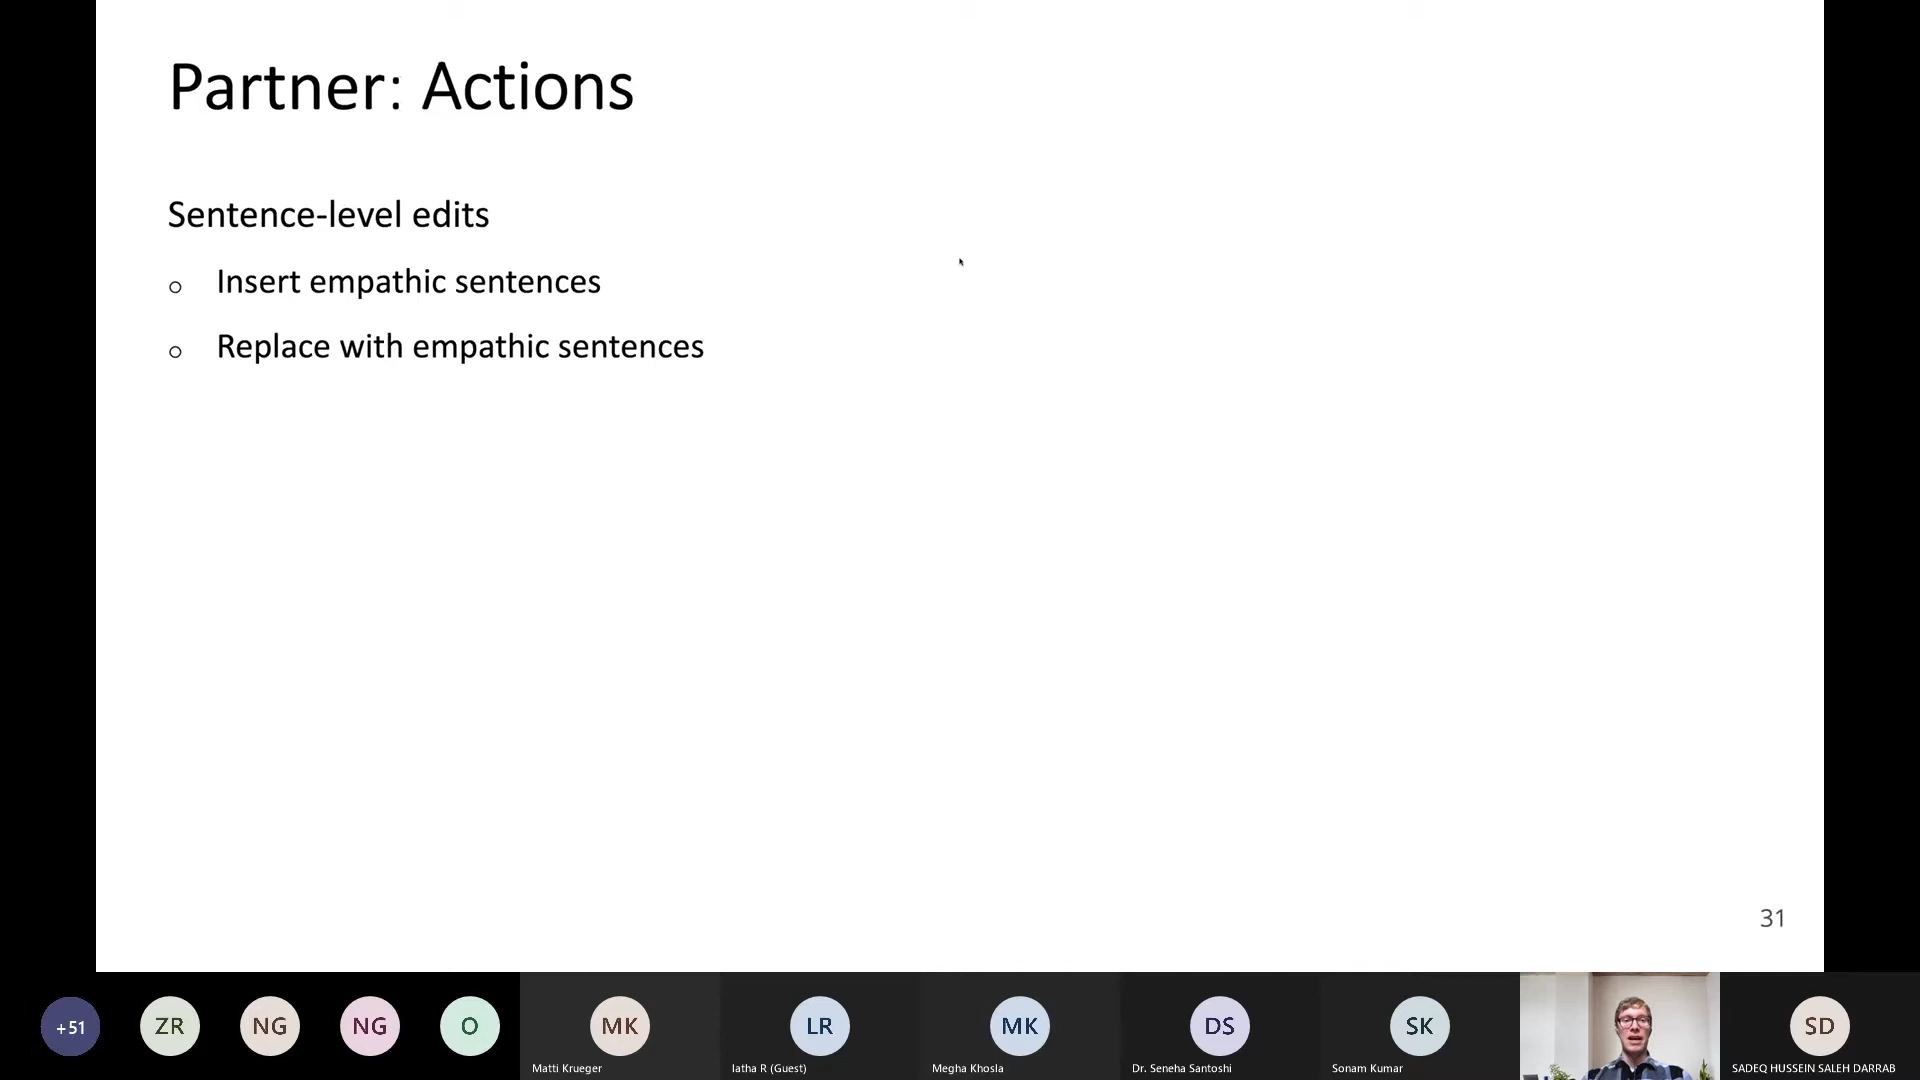 Partner: Actions
Sentence-level edits
Insert empathic sentences
Replace with empathic sentences
31
+51
ZR
NG
NG
O
MK
LR
MK
DS
SK
SD
Matti Krueger
latha R (Guest)
Megha Khosla
Dr. Seneha Santoshi
Sonam Kumar
SADEQ HUSSEIN SALEH DARRAB